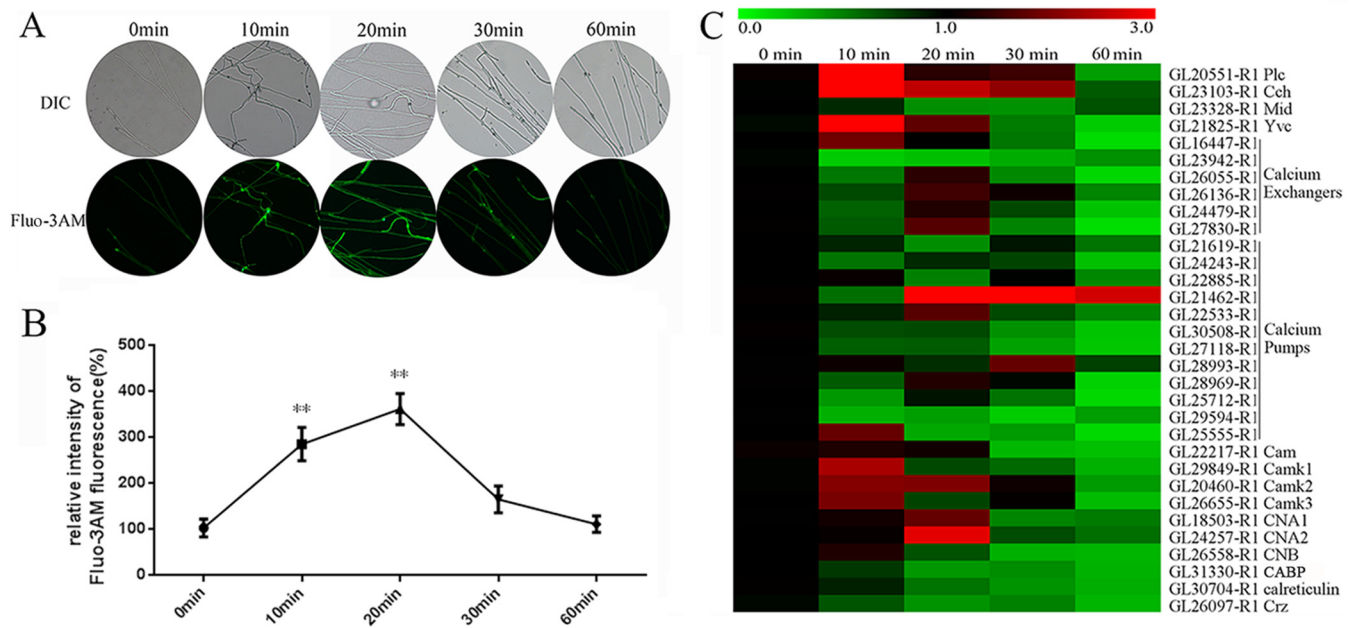 A
0min 10min 20min 30min 60min
DIC
Fluo-3AM
B
relative intensity of
Fluo-3AM fluorescence(%)
500
400
300
200
100
0
**
**
0min 10min 20min 30min 60min
C
0.0 1.0 3.0
0 min 10 min 20 min 30 min 60 min
GL20551-R1 Plc
GL23103-R1 Cch
GL23328-R1 Mid
GL21825-R1 Yvc
GL16447-R1
GL23942-R1
GL26055-R1
GL26136-R1
GL24479-R1
GL27830-R1
Calcium
Exchangers
GL21619-R1
GL24243-R1
GL22885-R1
GL21462-R1
GL22533-R1
GL30508-R1
GL27118-R1
GL28993-R1
GL28969-R1
GL25712-R1
GL29594-R1
GL25555-R1
Calcium
Pumps
GL22217-R1 Cam
GL29849-R1 Camk1
GL20460-R1 Camk2
GL26655-R1 Camk3
GL18503-R1 CNA1
GL24257-R1 CNA2
GL26558-R1 CNB
GL31330-R1 CABP
GL30704-R1 calreticulin
GL26097-R1 Crz